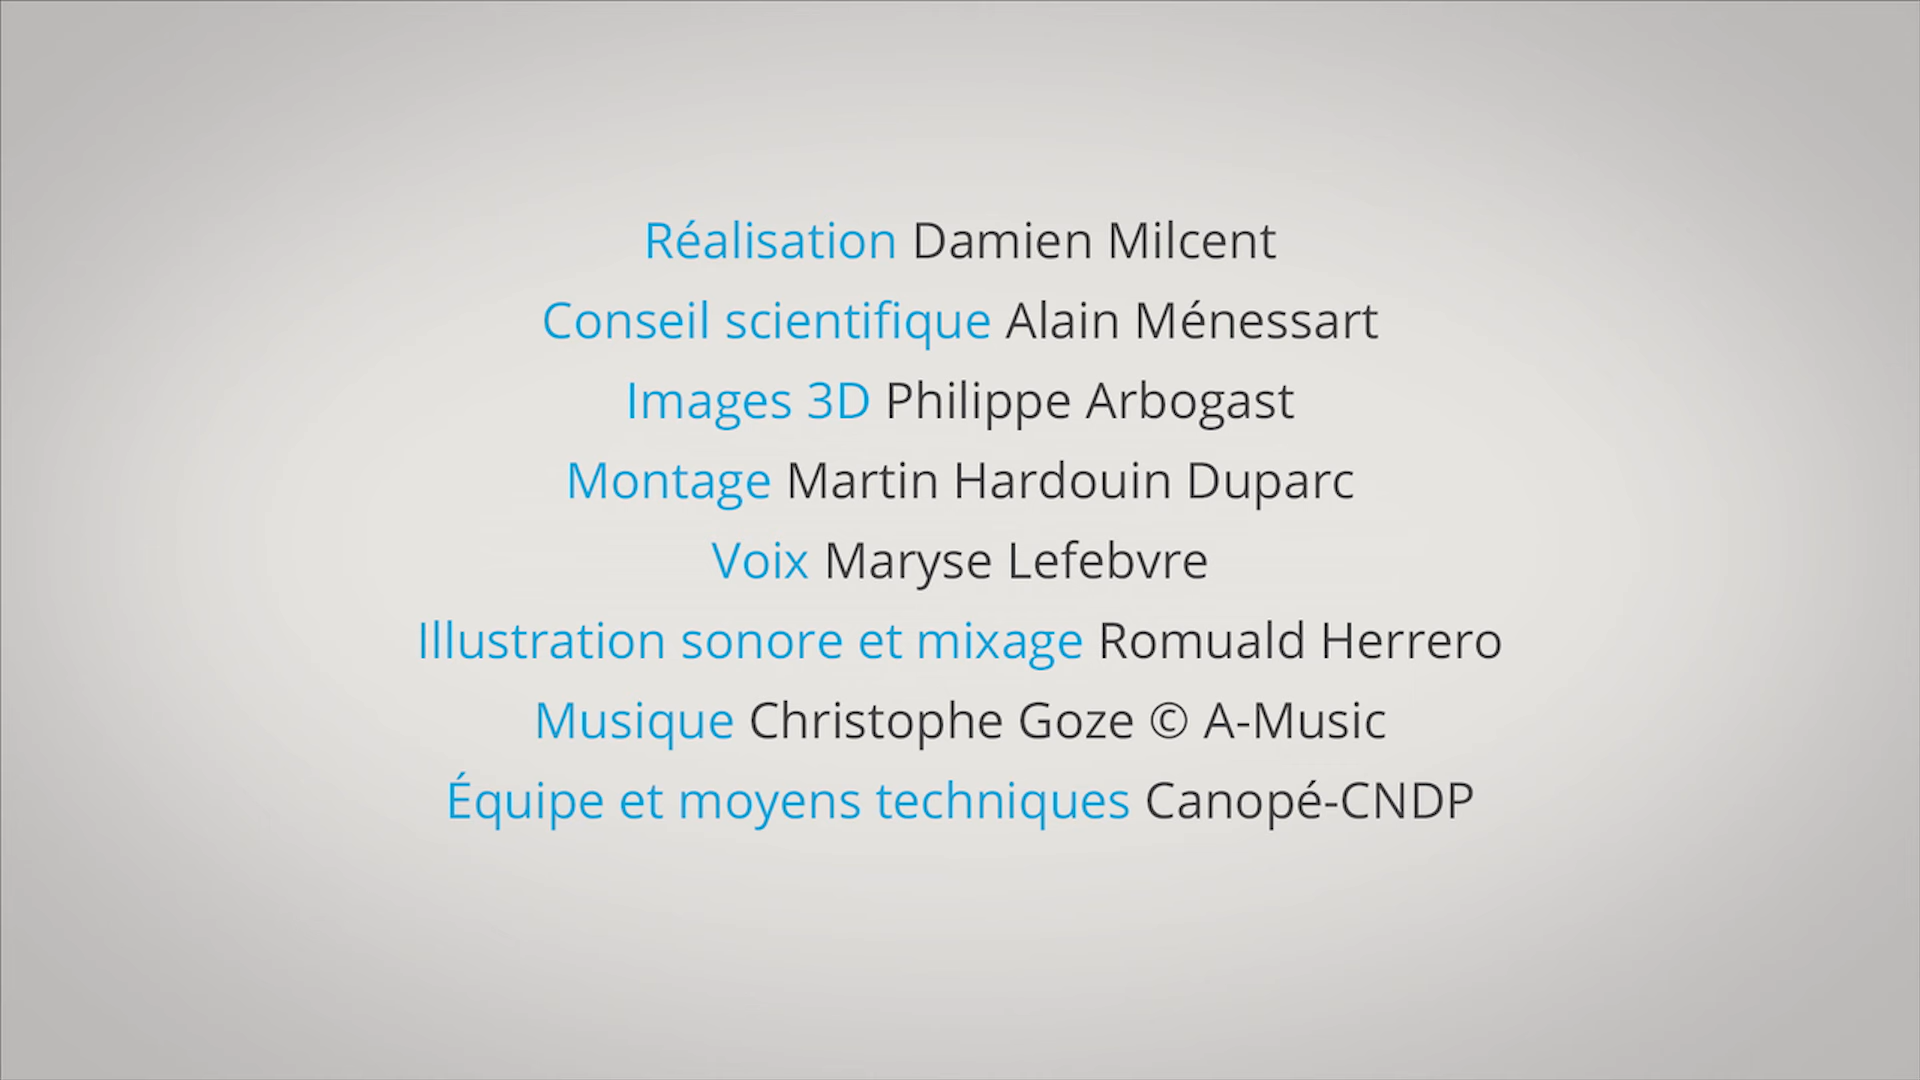 Réalisation Damien Milcent
Conseil scientifique Alain Ménessart
Images 3D Philippe Arbogast
Montage Martin Hardouin Duparc
Voix Maryse Lefebvre
Illustration sonore et mixage Romuald Herrero
Musique Christophe Goze © A-Music
Équipe et moyens techniques Canopé-CNDP